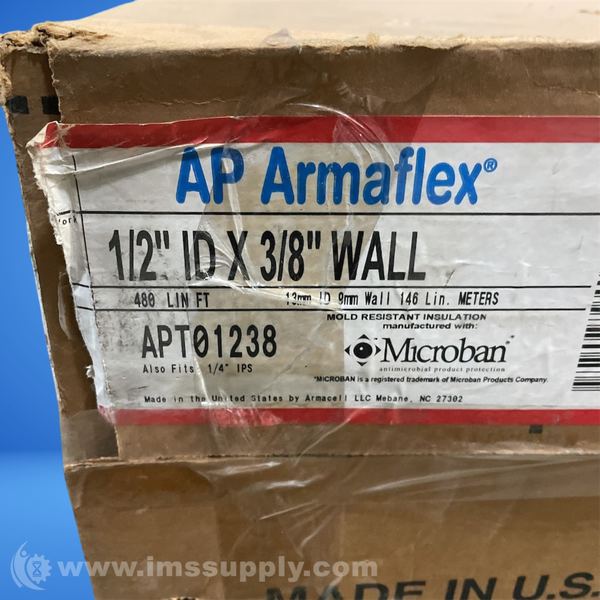 AP Armaflex®
York
1/2" ID X 3/8" WALL
480 LIN FT 13mm ID 9mm Wall 146 Lin. METERS
MOLD RESISTANT INSULATION
manufactured with:
APT01238
Microban®
antimicrobial product protection
Also Fits 1/4" IPS
*MICROBAN is a registered trademark of Microban Products Company.
Made in the United States by Armacell LLC Mebane, NC 27302
www.imssupply.com
MADE IN U.S.